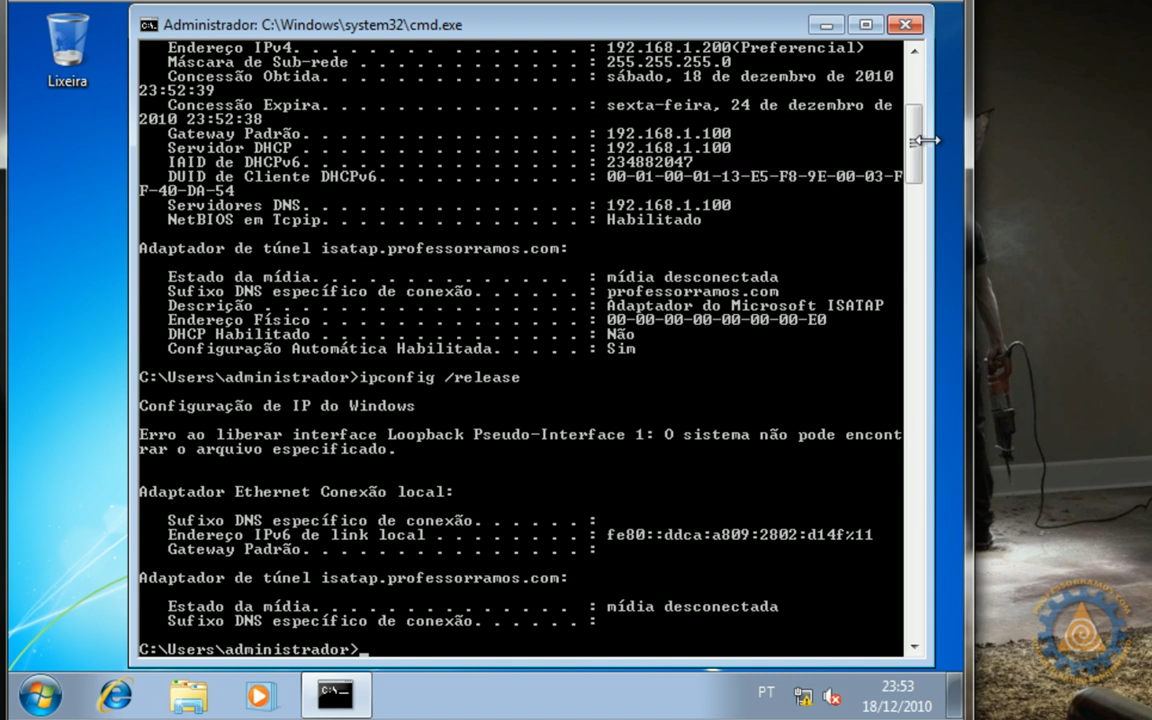 Administrador: C:\Windows\system32\cmd.exe
Lixeira
Endereço IPv4. . . . . . . . . . . . . . . : 192.168.1.200(Preferencial)
Máscara de Sub-rede . . . . . . . . . . . . : 255.255.255.0
Concessão Obtida. . . . . . . . . . . . . . : sábado, 18 de dezembro de 2010
23:52:39
Concessão Expira. . . . . . . . . . . . . . : sexta-feira, 24 de dezembro de
2010 23:52:38
Gateway Padrão. . . . . . . . . . . . . . . : 192.168.1.100
Servidor DHCP . . . . . . . . . . . . . . . : 192.168.1.100
IAID de DHCPv6. . . . . . . . . . . . . . . : 234882047
DUID de Cliente DHCPv6. . . . . . . . . . . : 00-01-00-01-13-E5-F8-9E-00-03-F
F-40-DA-54
Servidores DNS. . . . . . . . . . . . . . . : 192.168.1.100
NetBIOS em Tcpip. . . . . . . . . . . . . . : Habilitado
Adaptador de túnel isatap.professorramos.com:
Estado da mídia. . . . . . . . . . . . . . : mídia desconectada
Sufixo DNS específico de conexão. . . . . . : professorramos.com
Descrição . . . . . . . . . . . . . . . . . : Adaptador do Microsoft ISATAP
Endereço Físico . . . . . . . . . . . . . . : 00-00-00-00-00-00-00-E0
DHCP Habilitado . . . . . . . . . . . . . . : Não
Configuração Automática Habilitada. . . . . : Sim
C:\Users\administrador>ipconfig /release
Configuração de IP do Windows
Erro ao liberar interface Loopback Pseudo-Interface 1: O sistema não pode encont
rar o arquivo especificado.
Adaptador Ethernet Conexão local:
Sufixo DNS específico de conexão. . . . . . :
Endereço IPv6 de link local . . . . . . . . : fe80::ddca:a809:2802:d14f%11
Gateway Padrão. . . . . . . . . . . . . . . :
Adaptador de túnel isatap.professorramos.com:
Estado da mídia. . . . . . . . . . . . . . : mídia desconectada
Sufixo DNS específico de conexão. . . . . . :
C:\Users\administrador>_
PROFESSORRAMOS.COM
PT
23:53
18/12/2010